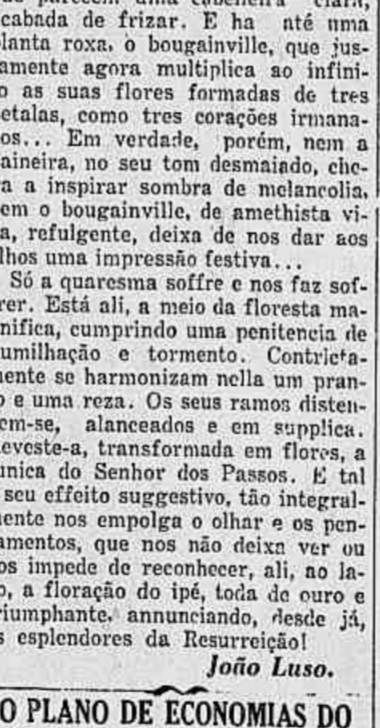 parecem uma cabelleira clara,
cabada de frizar. E ha até uma
planta roxa, o bougainville, que jus-
amente agora multiplica ao infini-
o as suas flores formadas de tres
etalas, como tres corações irmana-
os... Em verdade, porém, nem a
aineira, no seu tom desmaiado, che-
a a inspirar sombra de melancolia,
em o bougainville, de amethista vi-
a, refulgente, deixa de nos dar aos
lhos uma impressão festiva...
Só a quaresma soffre e nos faz sof-
rer. Está ali, a meio da floresta ma-
nifica, cumprindo uma penitencia de
umilhação e tormento. Contricta-
mente se harmonizam nella um pran-
o e uma reza. Os seus ramos disten-
em-se, alanceados e em supplica.
Reveste-a, transformada em flores, a
unica do Senhor dos Passos. E tal
seu effeito suggestivo, tão integral-
mente nos empolga o olhar e os pen-
amentos, que nos não deixa ver ou
os impede de reconhecer, ali, ao la-
o, a floração do ipé, toda de ouro e
riumphante, annunciando, desde já,
s esplendores da Resurreição!
João Luso.
O PLANO DE ECONOMIAS DO